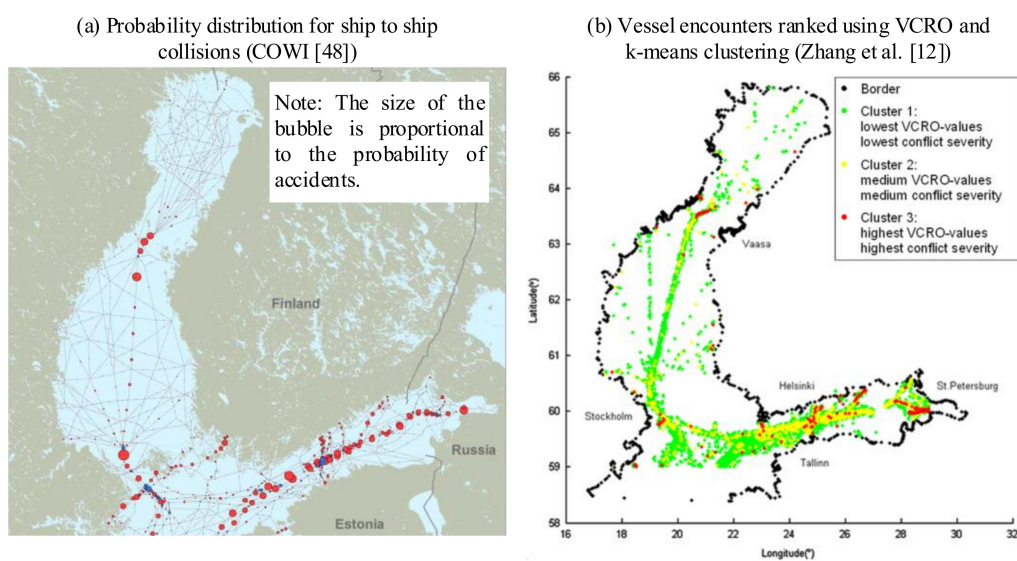 (a) Probability distribution for ship to ship
collisions (COWI [48])
Note: The size of the
bubble is proportional
to the probability of
accidents.
Finland
Russia
Estonia
(b) Vessel encounters ranked using VCRO and
k-means clustering (Zhang et al. [12])
66
65
64
63
62
61
60
59
58
Latitude(°)
Border
Cluster 1:
lowest VCRO-values
lowest conflict severity
Cluster 2:
medium VCRO-values
medium conflict severity
Cluster 3:
highest VCRO-values
highest conflict severity
Vaasa
Helsinki
St.Petersburg
Stockholm
Tallinn
16
18
20
22
24
26
28
30
32
Longitude(°)